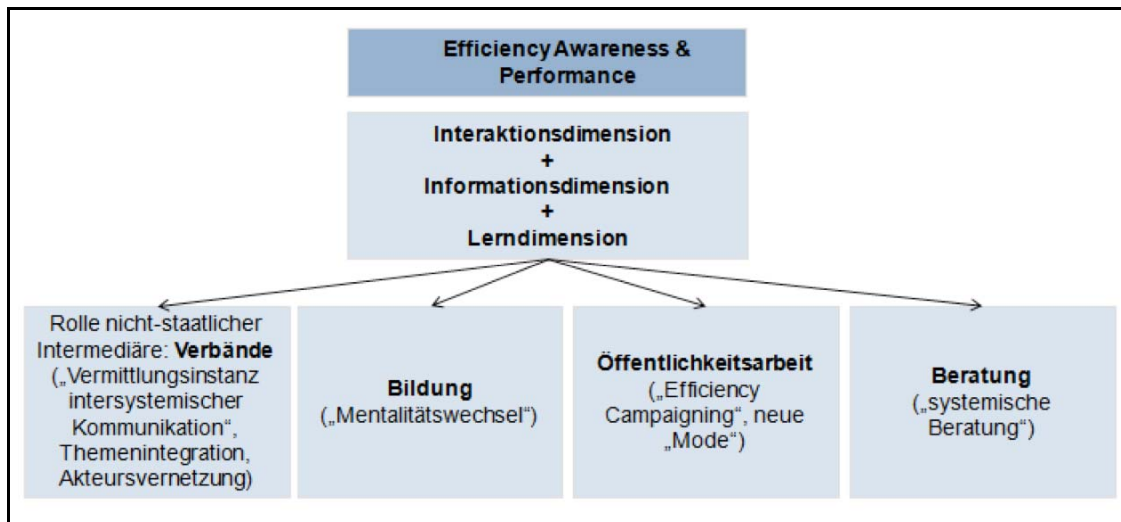 Efficiency Awareness &
Performance
Interaktionsdimension
+
Informationsdimension
+
Lerndimension
Rolle nicht-staatlicher
Intermediäre: Verbände
(„Vermittlungsinstanz
intersystemischer
Kommunikation“,
Themenintegration,
Akteursvernetzung)
Bildung
(„Mentalitätswechsel“)
Öffentlichkeitsarbeit
(„Efficiency
Campaigning“, neue
„Mode“)
Beratung
(„systemische
Beratung“)